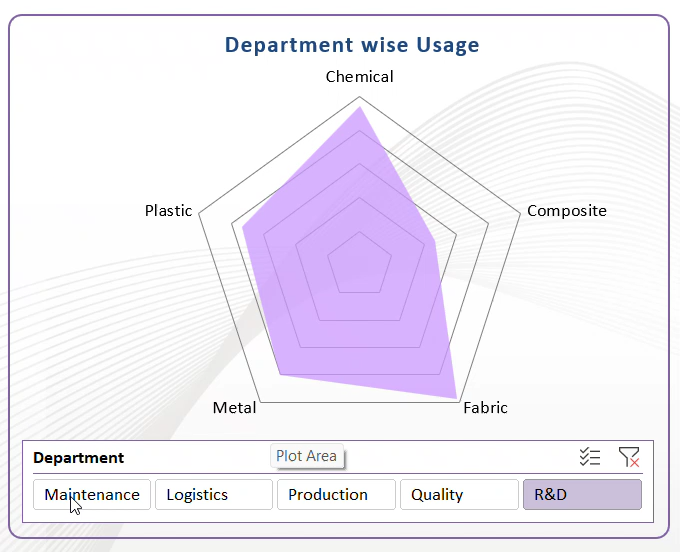 Department wise Usage
Chemical
Plastic
Composite
Metal
Fabric
Department
Plot Area
Maintenance
Logistics
Production
Quality
R&D